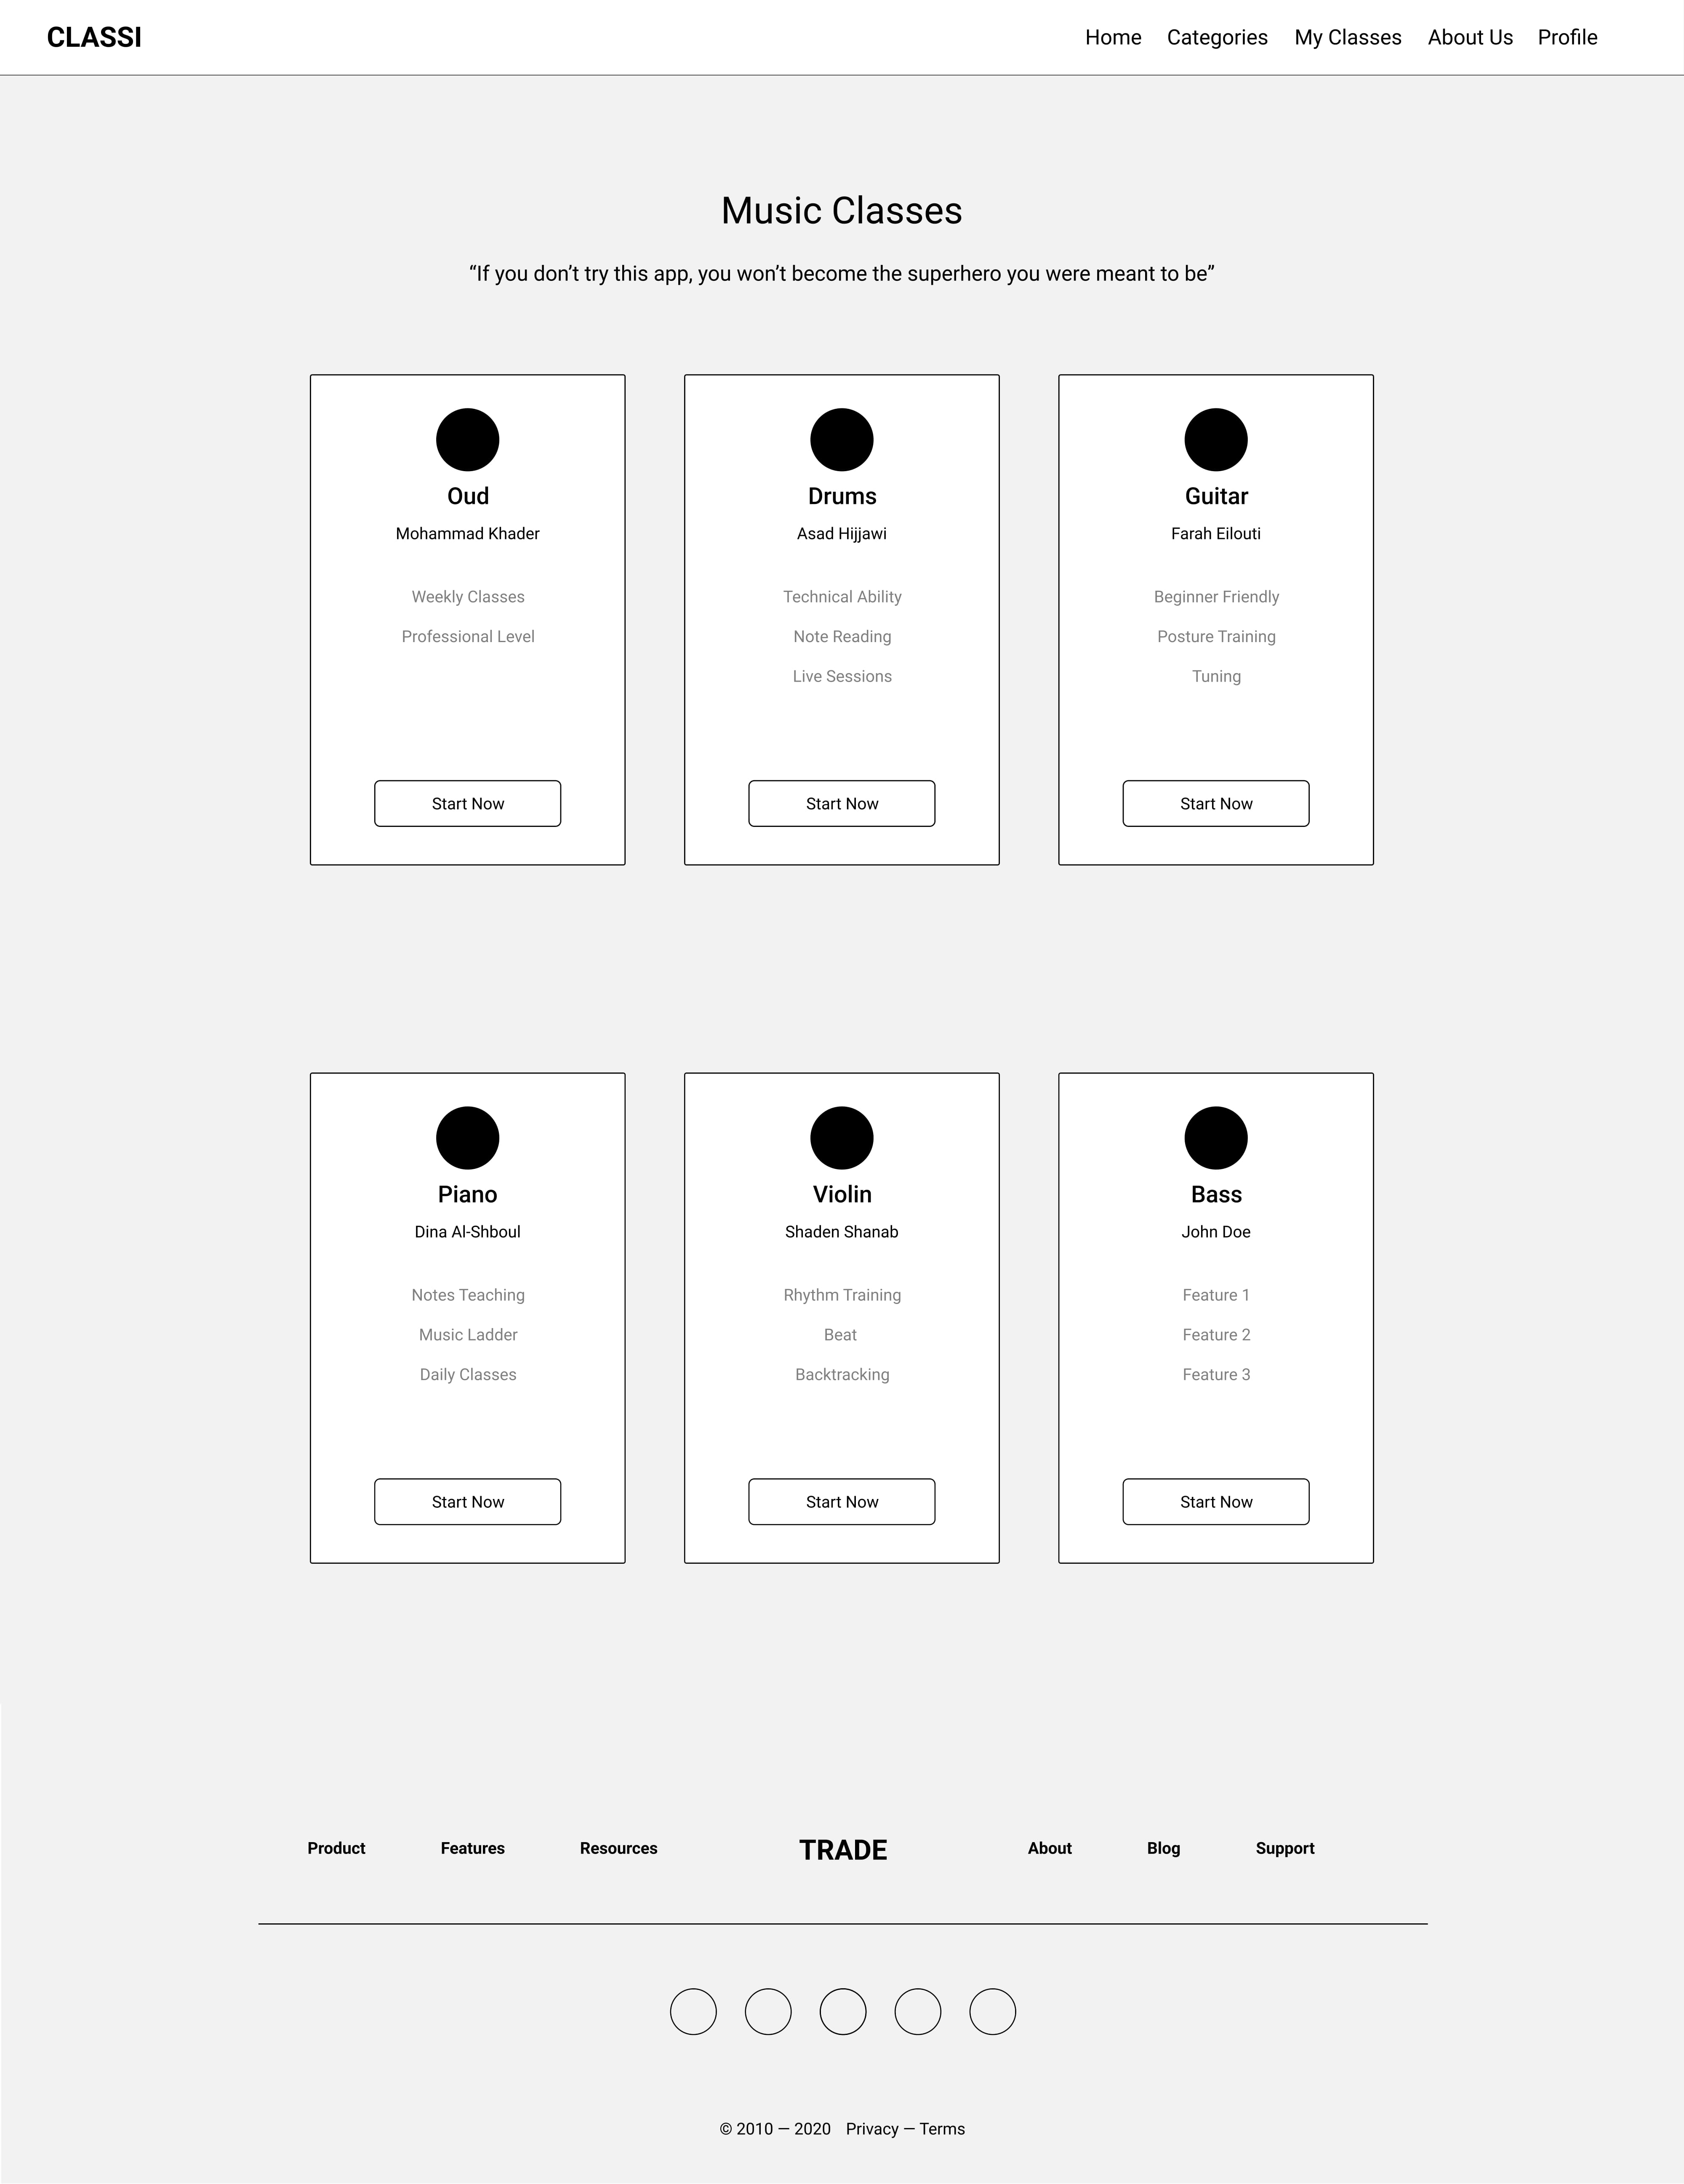 CLASSI
Home Categories My Classes About Us Profile
Music Classes
“If you don’t try this app, you won’t become the superhero you were meant to be”
Oud
Mohammad Khader
Weekly Classes
Professional Level
Start Now
Drums
Asad Hijjawi
Technical Ability
Note Reading
Live Sessions
Start Now
Guitar
Farah Eilouti
Beginner Friendly
Posture Training
Tuning
Start Now
Piano
Dina Al-Shboul
Notes Teaching
Music Ladder
Daily Classes
Start Now
Violin
Shaden Shanab
Rhythm Training
Beat
Backtracking
Start Now
Bass
John Doe
Feature 1
Feature 2
Feature 3
Start Now
Product Features Resources TRADE About Blog Support
© 2010 — 2020 Privacy — Terms